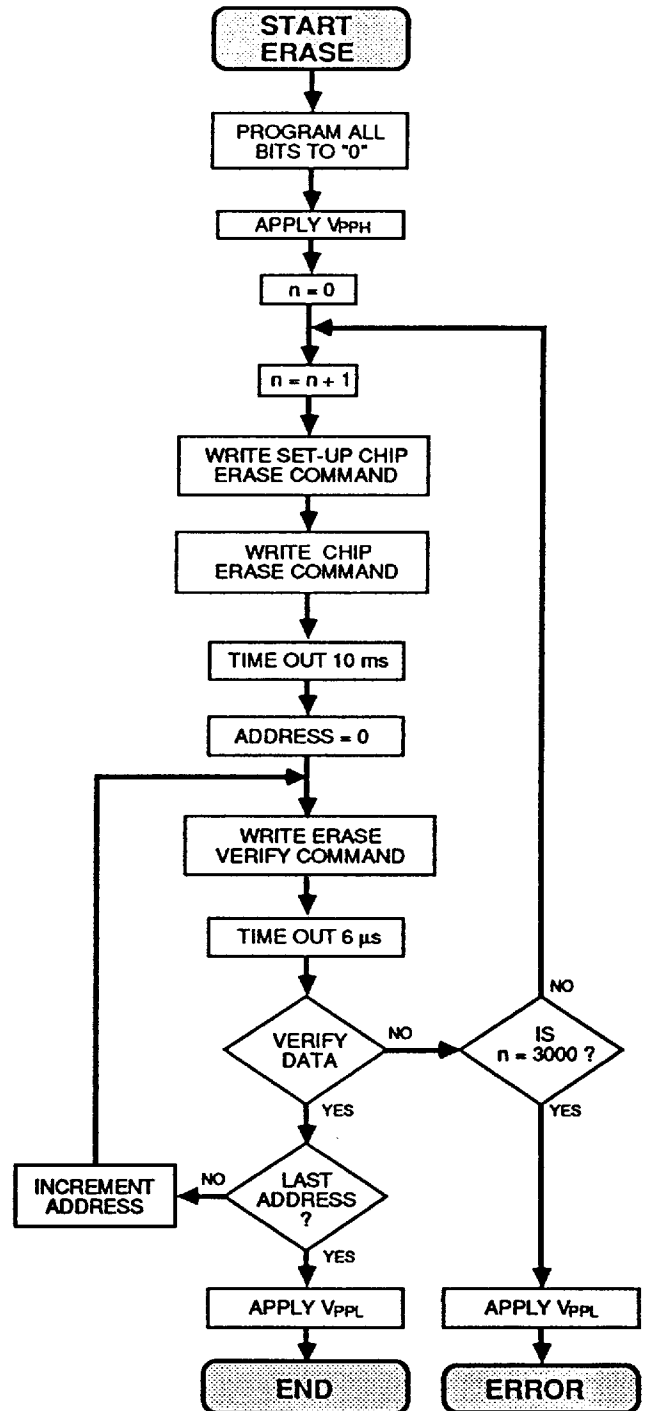 START
ERASE
PROGRAM ALL
BITS TO "0"
APPLY VPPH
n = 0
n = n + 1
WRITE SET-UP CHIP
ERASE COMMAND
WRITE CHIP
ERASE COMMAND
TIME OUT 10 ms
ADDRESS = 0
WRITE ERASE
VERIFY COMMAND
TIME OUT 6 µs
VERIFY
DATA
NO
IS
n = 3000 ?
NO
YES
YES
LAST
ADDRESS
?
NO
INCREMENT
ADDRESS
YES
APPLY VPPL
APPLY VPPL
END
ERROR